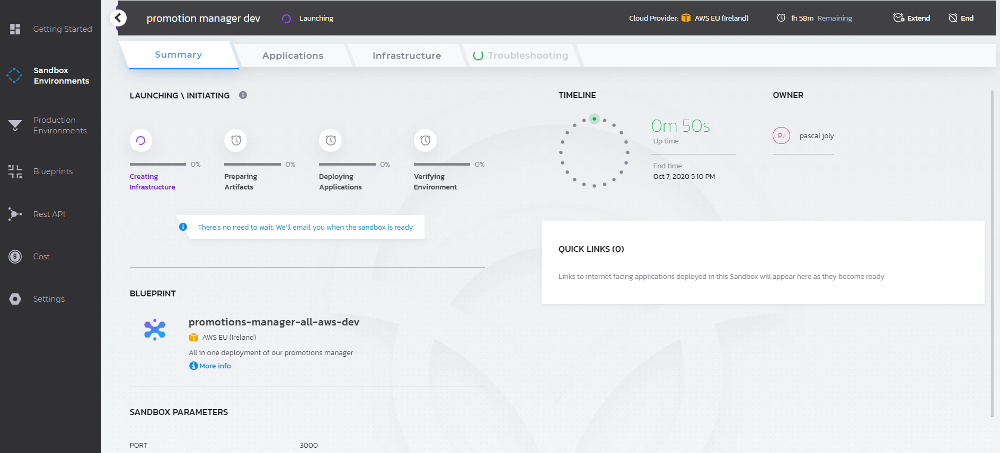 Getting Started
Sandbox
Environments
Production
Environments
Blueprints
Rest API
Cost
Settings
promotion manager dev
Launching
Cloud Provider: AWS EU (Ireland)
1h 58m Remaining
Extend
End
Summary
Applications
Infrastructure
Troubleshooting
LAUNCHING \ INITIATING
0%
Creating
Infrastructure
0%
Preparing
Artifacts
0%
Deploying
Applications
0%
Verifying
Environment
There's no need to wait. We'll email you when the sandbox is ready.
TIMELINE
0m 50s
Up time
End time:
Oct 7, 2020 5:10 PM
OWNER
PJ
pascal joly
QUICK LINKS (0)
Links to internet facing applications deployed in this Sandbox will appear here as they become ready
BLUEPRINT
promotions-manager-all-aws-dev
AWS EU (Ireland)
All in one deployment of our promotions manager
More info
SANDBOX PARAMETERS
PORT 3000